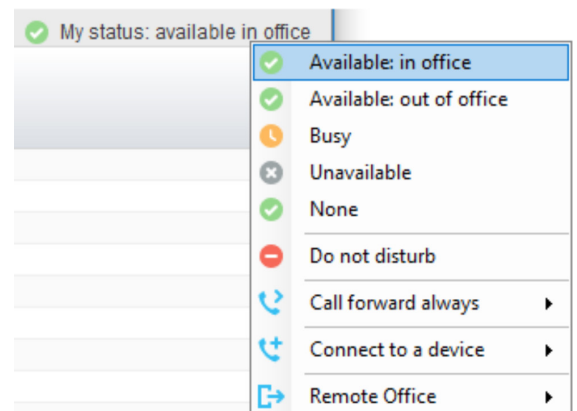 My status: available in office
Available: in office
Available: out of office
Busy
Unavailable
None
Do not disturb
Call forward always
Connect to a device
Remote Office